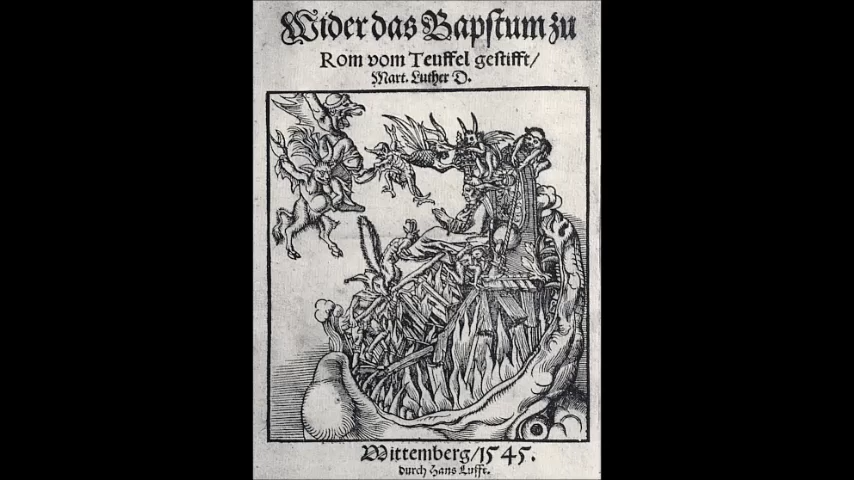 Wider das Bapstum zu
Rom vom Teuffel gestifft/
Mart. Luther D.
Wittemberg/1545.
durch Hans Lufft.